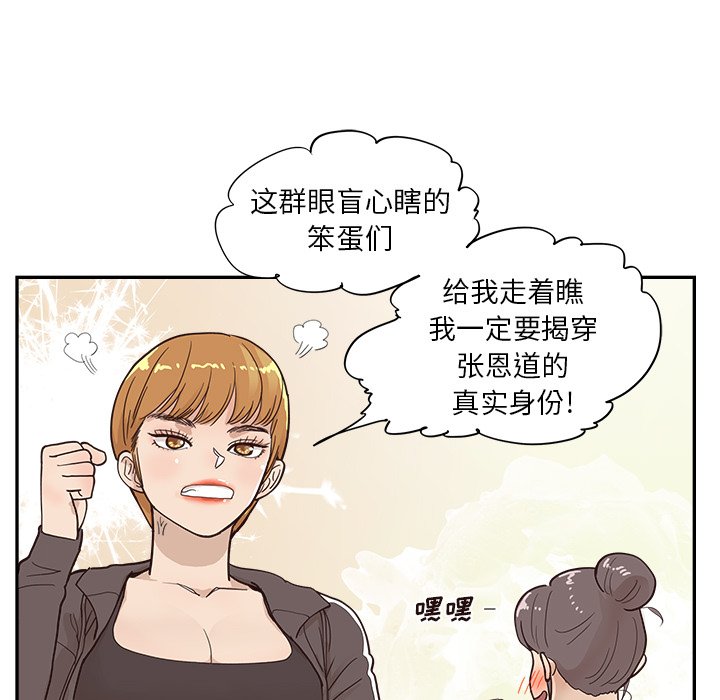 这群眼盲心瞎的
笨蛋们
给我走着瞧
我一定要揭穿
张恩道的
真实身份!
嘿嘿-